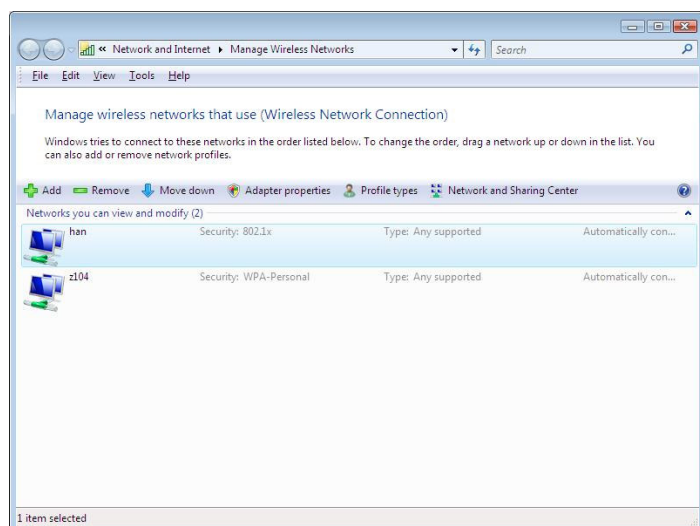 « Network and Internet ▸ Manage Wireless Networks Search
File Edit View Tools Help
Manage wireless networks that use (Wireless Network Connection)
Windows tries to connect to these networks in the order listed below. To change the order, drag a network up or down in the list. You
can also add or remove network profiles.
Add Remove Move down Adapter properties Profile types Network and Sharing Center
Networks you can view and modify (2)
han Security: 802.1x Type: Any supported Automatically con...
z104 Security: WPA-Personal Type: Any supported Automatically con...
1 item selected